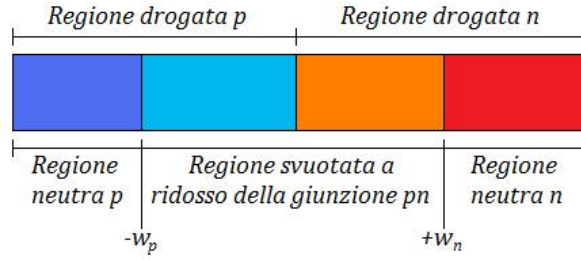 Regione drogata p
Regione drogata n
Regione
neutra p
Regione svuotata a
ridosso della giunzione pn
Regione
neutra n
-wp
+wn